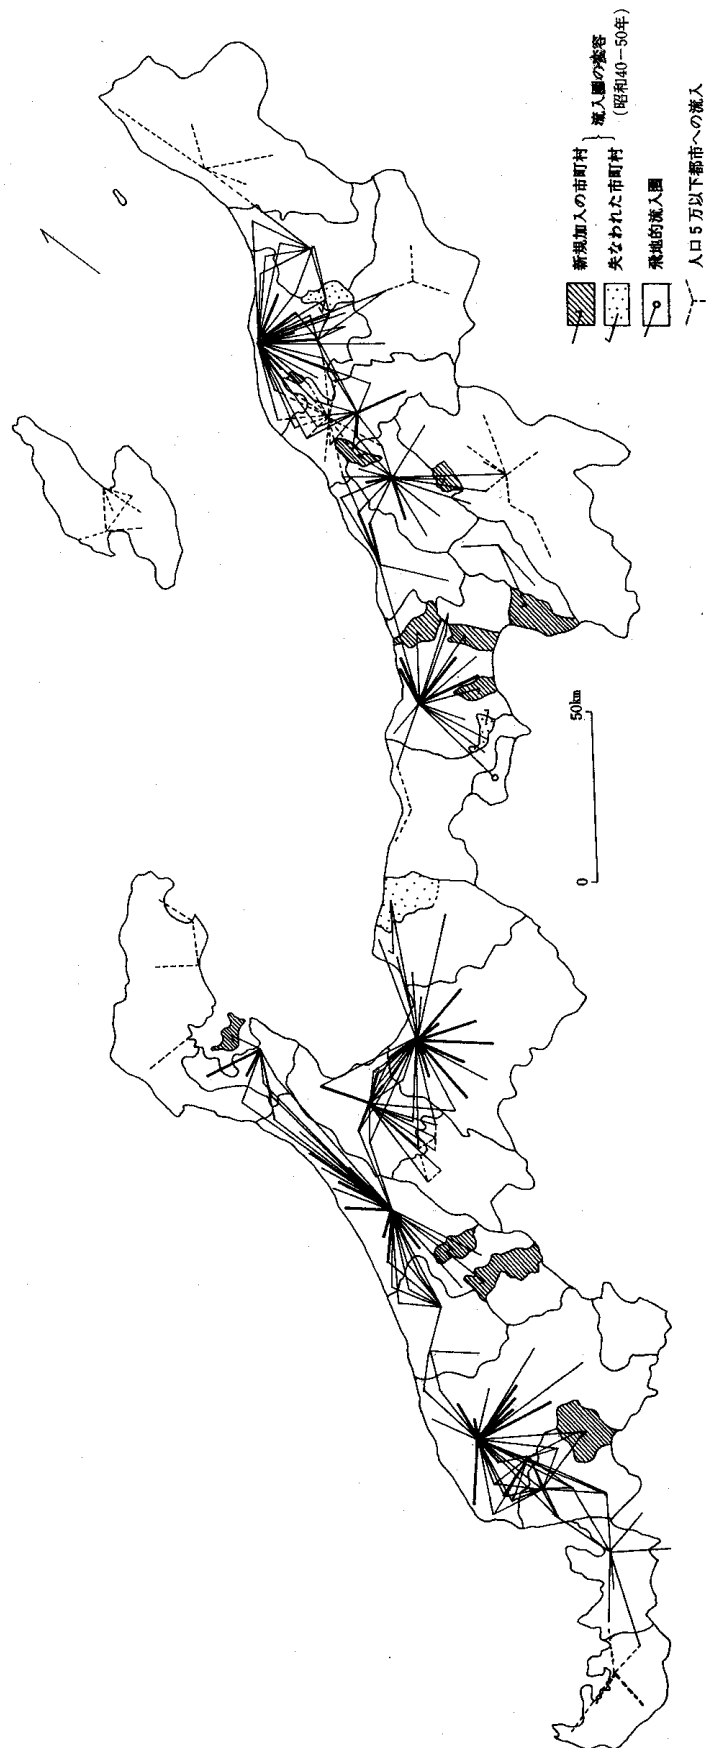 新規加入の市町村
失なわれた市町村
流入圏の変容
(昭和40－50年)
飛地的流入圏
人口5万以下都市への流入
0
50km